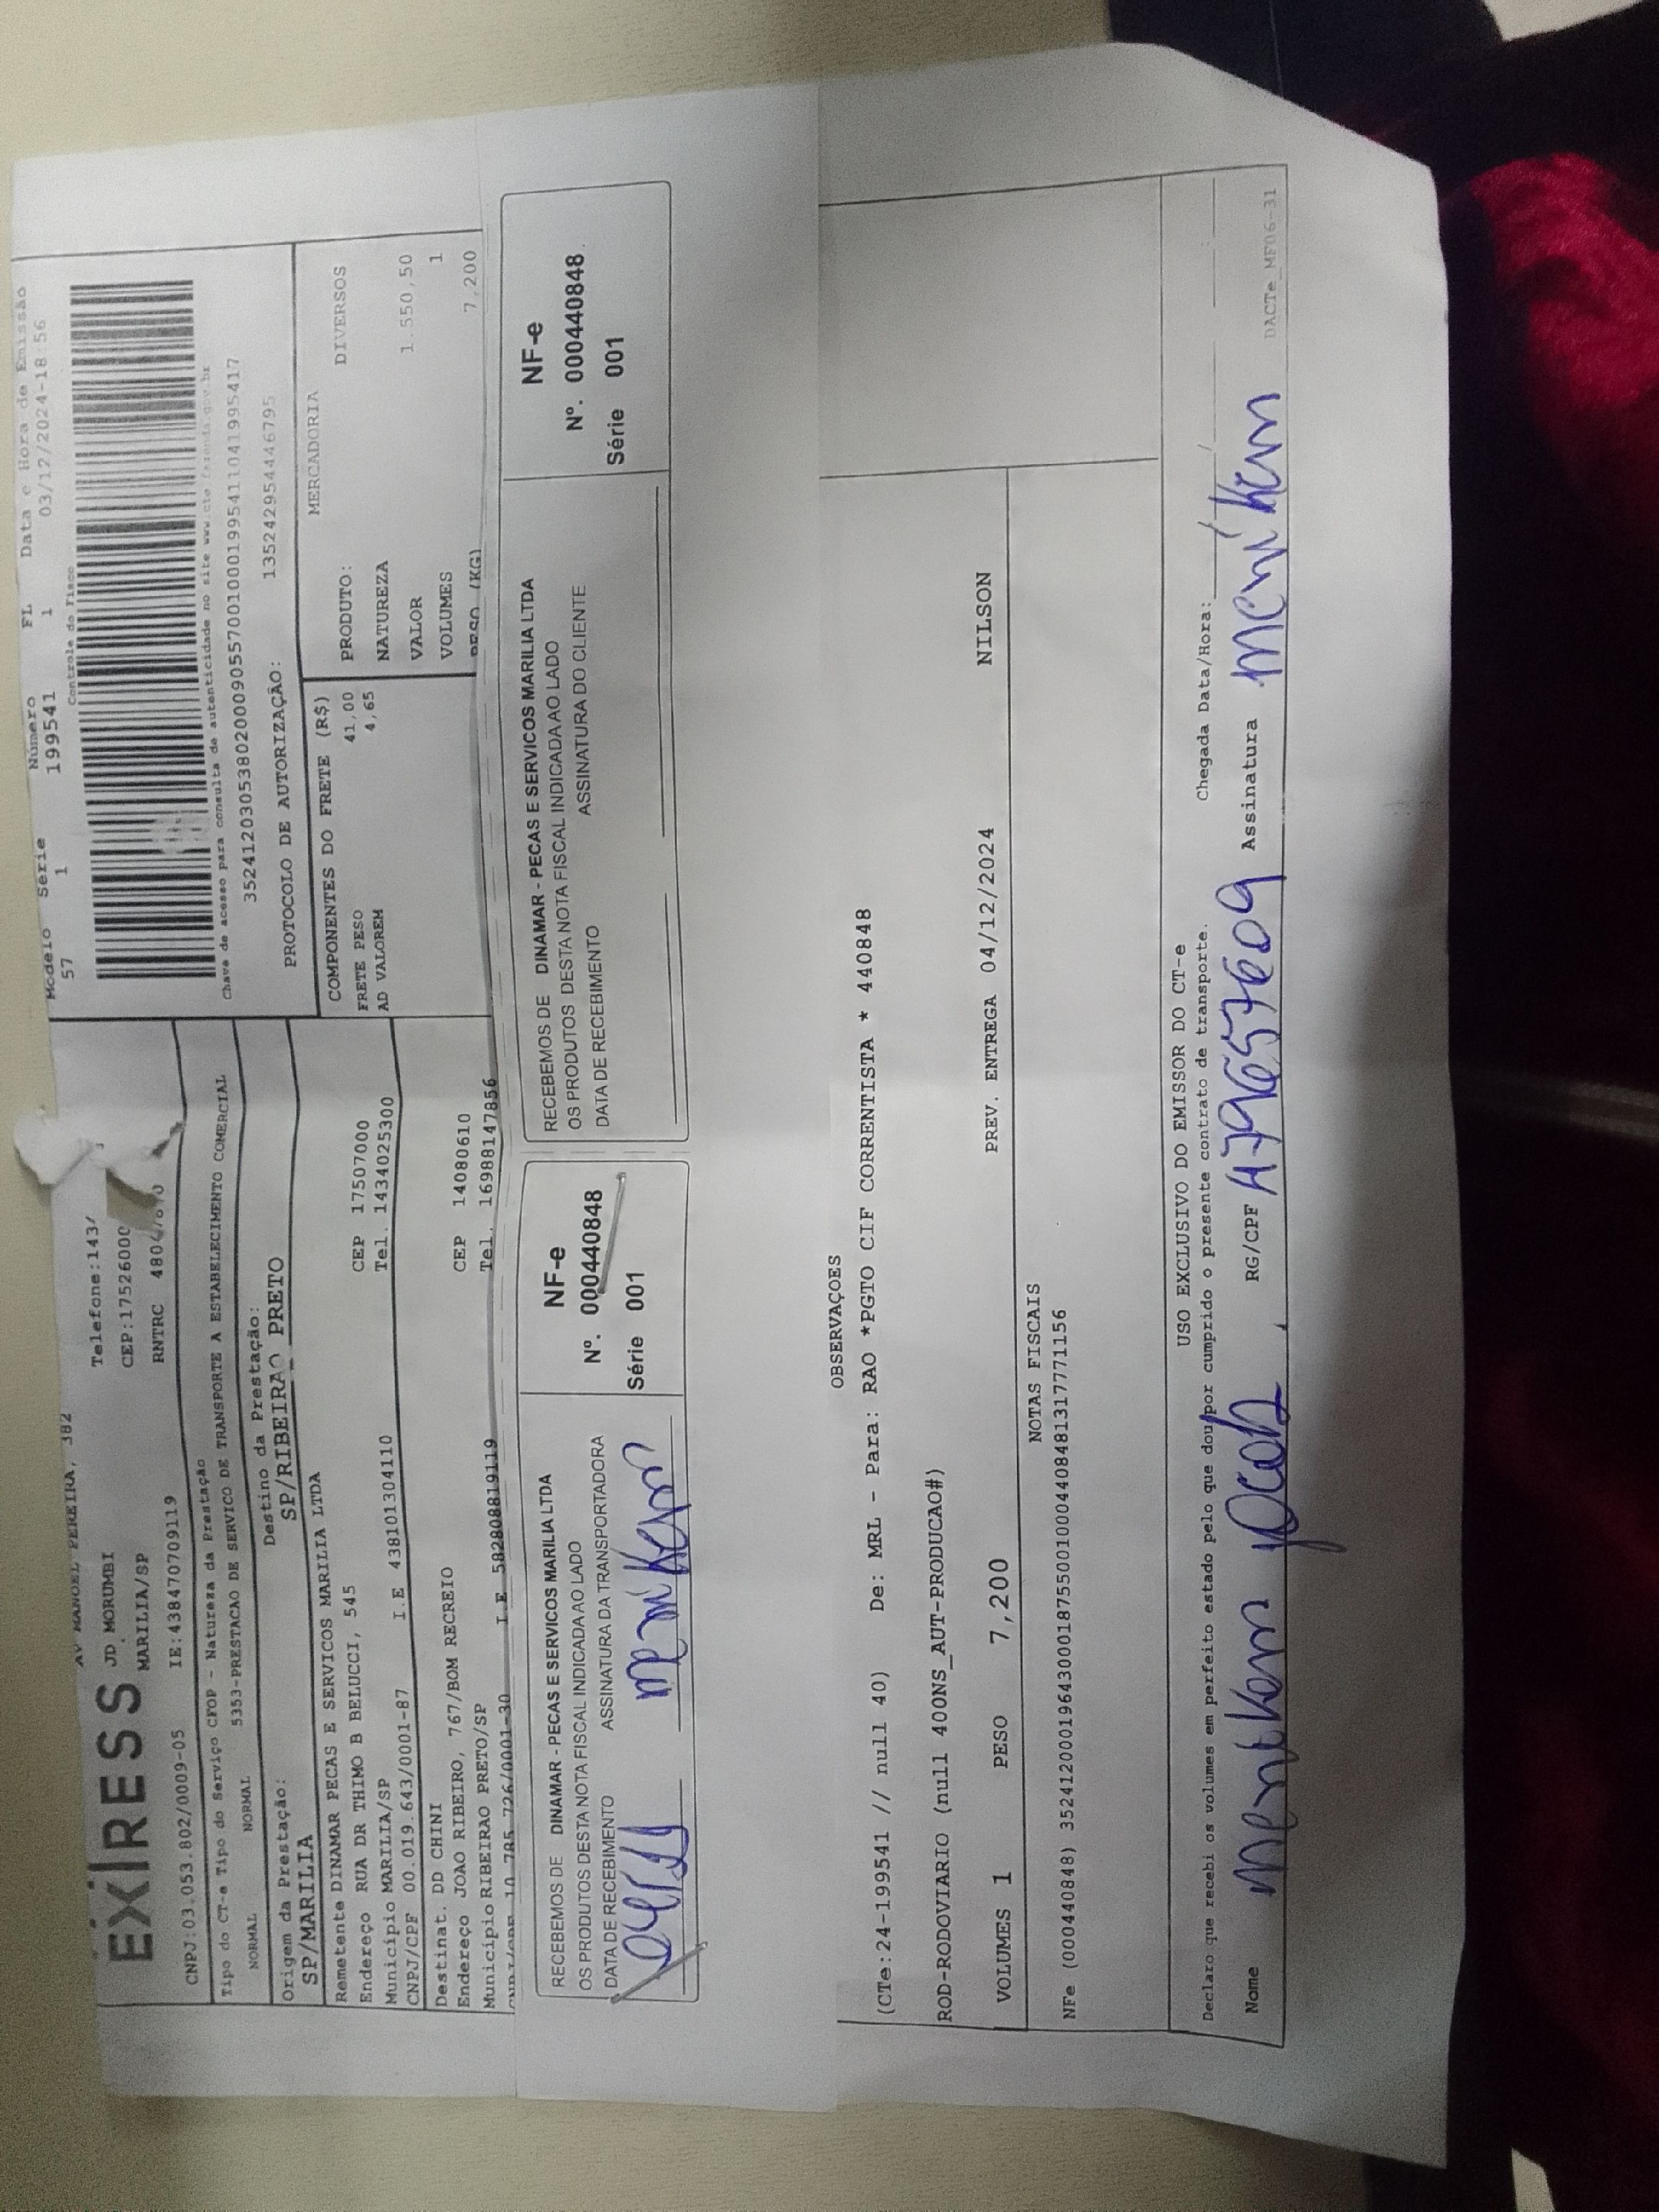 Modelo Série Número FL Data e Hora de Emissão
57 1 199541 1 03/12/2024-18:56
Controle do Fisco
Chave de acesso para consulta de autenticidade no site www.cte.fazenda.gov.br
35241203053802000905570010001995411041995417
PROTOCOLO DE AUTORIZAÇÃO: 135242954446795
AV MANOEL PEREIRA, 382
EXPRESS JD. MORUMBI Telefone:143
MARILIA/SP CEP:17526000
CNPJ:03.053.802/0009-05 IE:438470709119 RNTRC
Tipo do CT-e Tipo do Serviço CFOP - Natureza da Prestação
NORMAL NORMAL 5353-PRESTACAO DE SERVICO DE TRANSPORTE A ESTABELECIMENTO COMERCIAL
Origem da Prestação: Destino da Prestação:
SP/MARILIA SP/RIBEIRAO PRETO
Remetente DINAMAR PECAS E SERVICOS MARILIA LTDA
Endereço RUA DR THIMO B BELUCCI, 545 CEP 17507000
Município MARILIA/SP Tel. 1434025300
CNPJ/CPF 00.019.643/0001-87 I.E 438101304110
Destinat. DD CHINI
Endereço JOAO RIBEIRO, 767/BOM RECREIO CEP 14080610
Município RIBEIRAO PRETO/SP Tel. 16988147856
CNPJ/CPF 10.785.726/0001-30 I.E 582808819119
COMPONENTES DO FRETE (R$)
FRETE PESO 41,00
AD VALOREM 4,65
MERCADORIA
PRODUTO: DIVERSOS
NATUREZA
VALOR 1.550,50
VOLUMES 1
PESO (KG) 7,200
RECEBEMOS DE DINAMAR - PECAS E SERVICOS MARILIA LTDA
OS PRODUTOS DESTA NOTA FISCAL INDICADA AO LADO
DATA DE RECEBIMENTO ASSINATURA DA TRANSPORTADORA
NF-e
Nº. 000440848
Série 001
RECEBEMOS DE DINAMAR - PECAS E SERVICOS MARILIA LTDA
OS PRODUTOS DESTA NOTA FISCAL INDICADA AO LADO
DATA DE RECEBIMENTO ASSINATURA DO CLIENTE
NF-e
Nº. 000440848
Série 001
OBSERVAÇOES
(CTe:24-199541 // null 40) De: MRL - Para: RAO *PGTO CIF CORRENTISTA * 440848
ROD-RODOVIARIO (null 400NS_AUT-PRODUCAO#)
VOLUMES 1 PESO 7,200 PREV. ENTREGA 04/12/2024 NILSON
NOTAS FISCAIS
NFe (000440848) 35241200019643000187550010004408481317771156
USO EXCLUSIVO DO EMISSOR DO CT-e
Declaro que recebi os volumes em perfeito estado pelo que dou por cumprido o presente contrato de transporte. Chegada Data/Hora:
Nome RG/CPF 479657609 Assinatura
DACTe_MF06-31